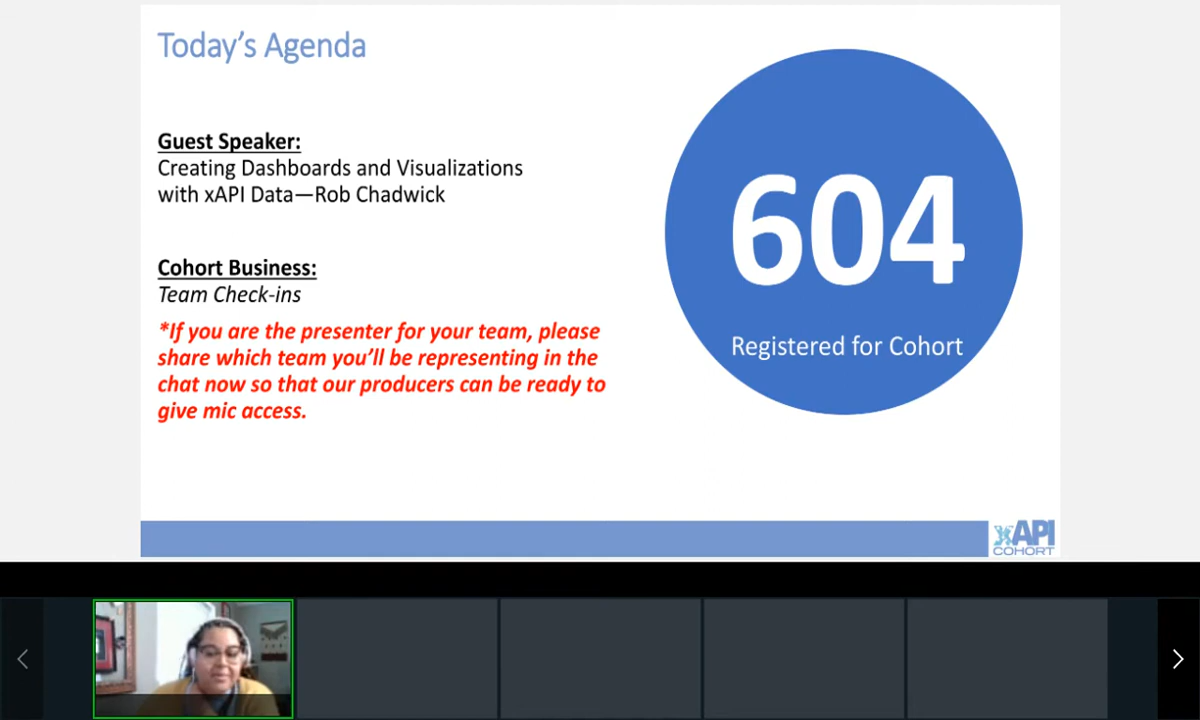 Today's Agenda
Guest Speaker:
Creating Dashboards and Visualizations
with xAPI Data—Rob Chadwick
Cohort Business:
Team Check-ins
*If you are the presenter for your team, please
share which team you'll be representing in the
chat now so that our producers can be ready to
give mic access.
604
Registered for Cohort
xAPI
COHORT